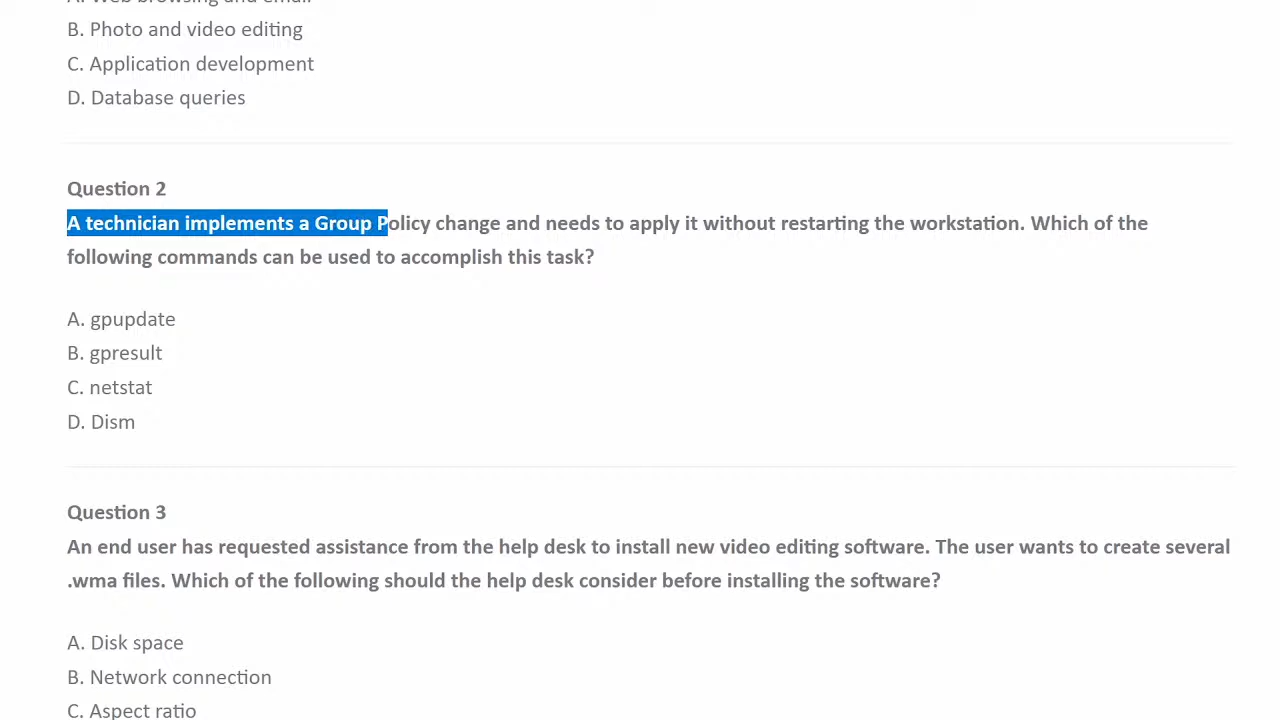 A. Web browsing and email
B. Photo and video editing
C. Application development
D. Database queries
Question 2
A technician implements a Group Policy change and needs to apply it without restarting the workstation. Which of the
following commands can be used to accomplish this task?
A. gpupdate
B. gpresult
C. netstat
D. Dism
Question 3
An end user has requested assistance from the help desk to install new video editing software. The user wants to create several
.wma files. Which of the following should the help desk consider before installing the software?
A. Disk space
B. Network connection
C. Aspect ratio